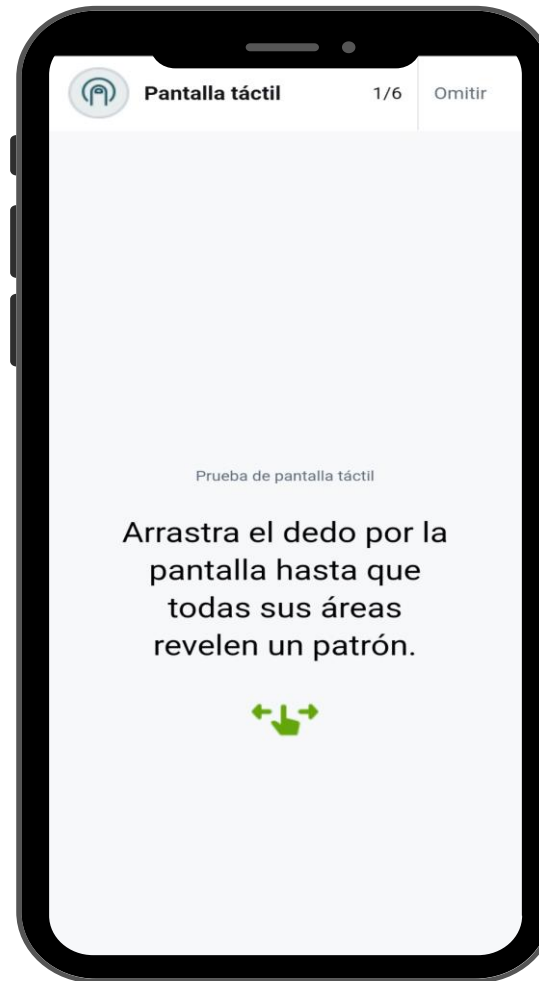 Pantalla táctil 1/6 Omitir
Prueba de pantalla táctil
Arrastra el dedo por la
pantalla hasta que
todas sus áreas
revelen un patrón.